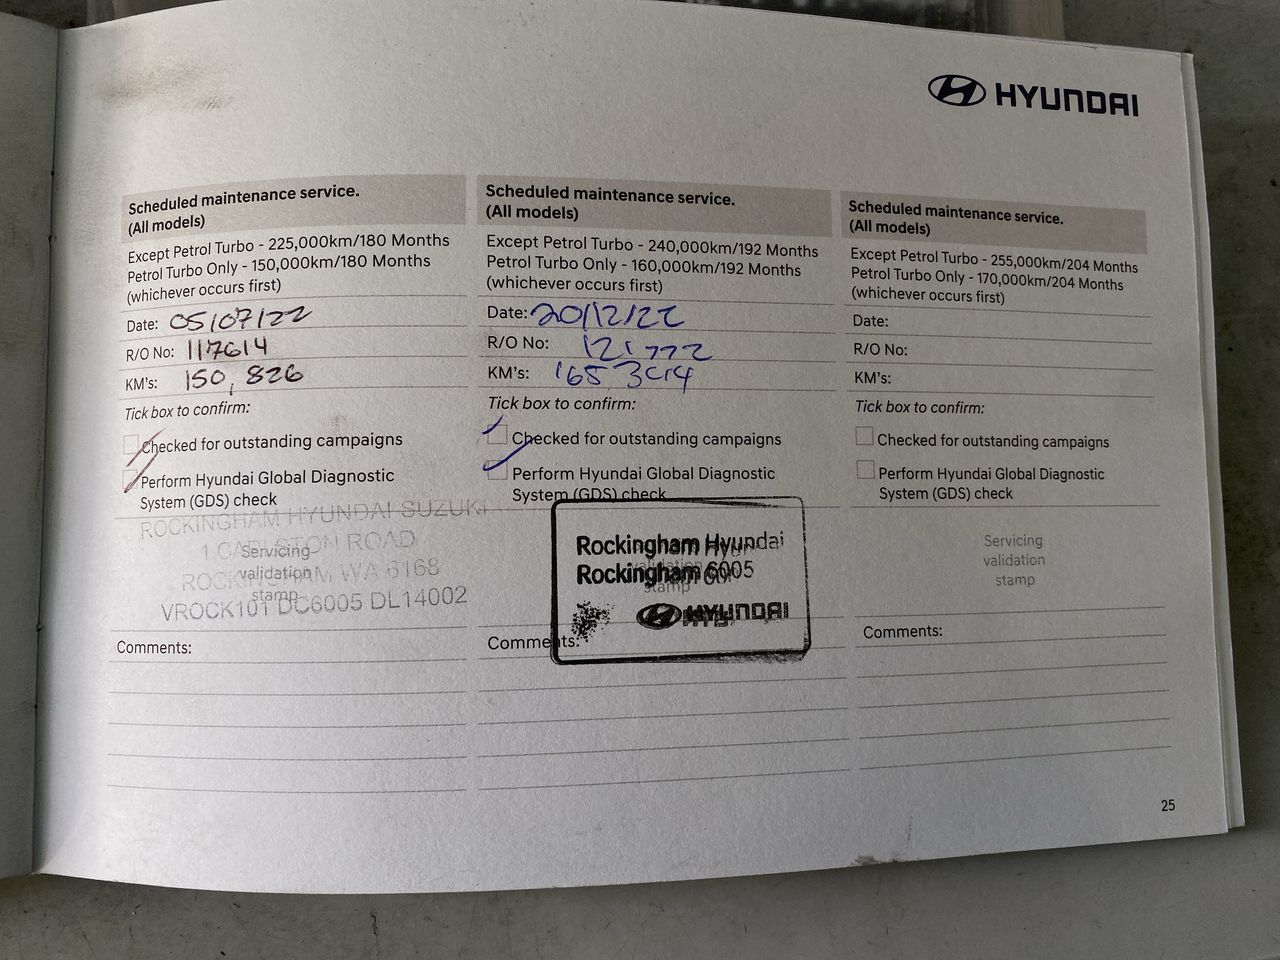 HYUNDAI
Scheduled maintenance service.
(All models)
Except Petrol Turbo - 225,000km/180 Months
Petrol Turbo Only - 150,000km/180 Months
(whichever occurs first)
Date: 05/07/22
R/O No: 117614
KM's: 150, 826
Tick box to confirm:
Checked for outstanding campaigns
Perform Hyundai Global Diagnostic
System (GDS) check
ROCKINGHAM HYUNDAI SUZUKI
1 CARLSTON ROAD
Servicing
validation
stamp
ROCKINGHAM WA 6168
VROCK101 DC6005 DL14002
Comments:
Scheduled maintenance service.
(All models)
Except Petrol Turbo - 240,000km/192 Months
Petrol Turbo Only - 160,000km/192 Months
(whichever occurs first)
Date: 20/12/22
R/O No: 121772
KM's: 165
Tick box to confirm:
Checked for outstanding campaigns
Perform Hyundai Global Diagnostic
System (GDS) check
Rockingham Hyundai
Rockingham 6005
validation
stamp
HYUNDAI
Comments:
Scheduled maintenance service.
(All models)
Except Petrol Turbo - 255,000km/204 Months
Petrol Turbo Only - 170,000km/204 Months
(whichever occurs first)
Date:
R/O No:
KM's:
Tick box to confirm:
Checked for outstanding campaigns
Perform Hyundai Global Diagnostic
System (GDS) check
Servicing
validation
stamp
Comments:
25